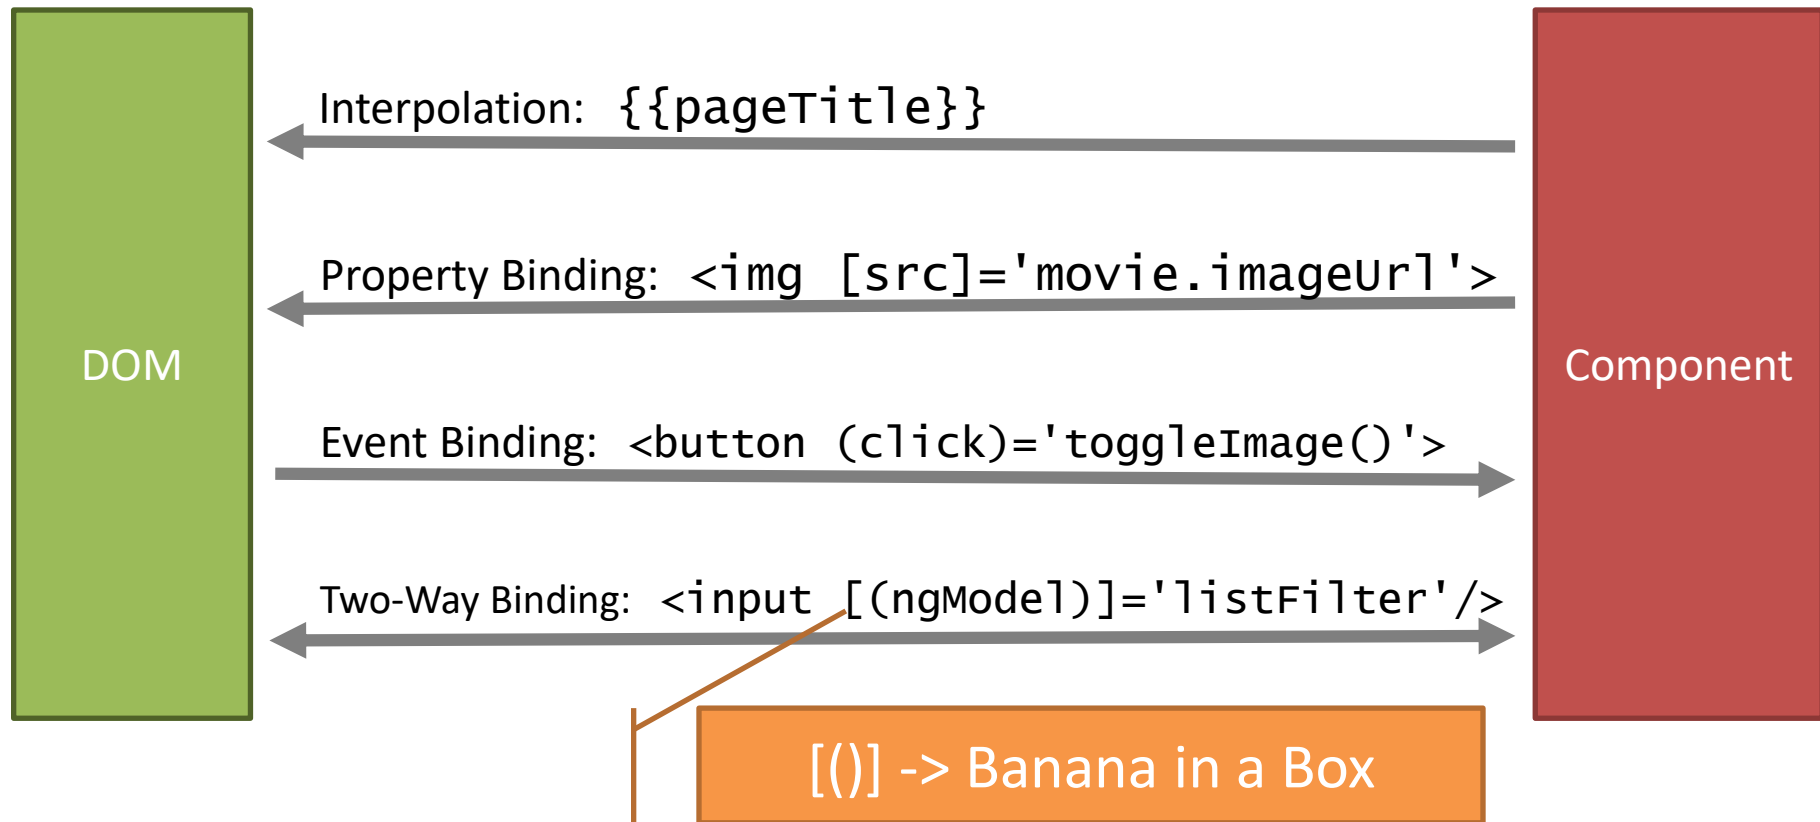 Interpolation: {{pageTitle}}
Property Binding: <img [src]='movie.imageUrl'>
DOM
Component
Event Binding: <button (click)='toggleImage()'>
Two-Way Binding: <input [(ngModel)]='listFilter'/>
[()] -> Banana in a Box